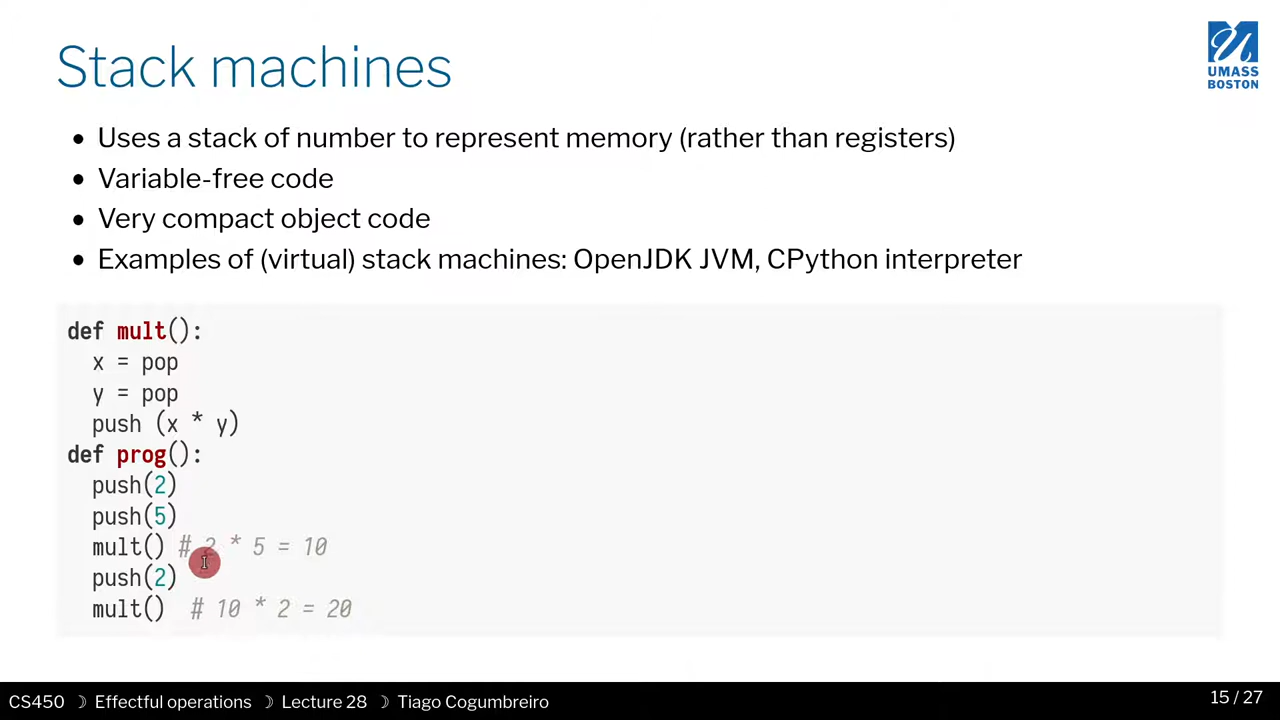 Stack machines
UMASS
BOSTON
• Uses a stack of number to represent memory (rather than registers)
• Variable-free code
• Very compact object code
• Examples of (virtual) stack machines: OpenJDK JVM, CPython interpreter
def mult():
  x = pop
  y = pop
  push (x * y)
def prog():
  push(2)
  push(5)
  mult() # 2 * 5 = 10
  push(2)
  mult()  # 10 * 2 = 20
CS450 ☽ Effectful operations ☽ Lecture 28 ☽ Tiago Cogumbreiro
15 / 27